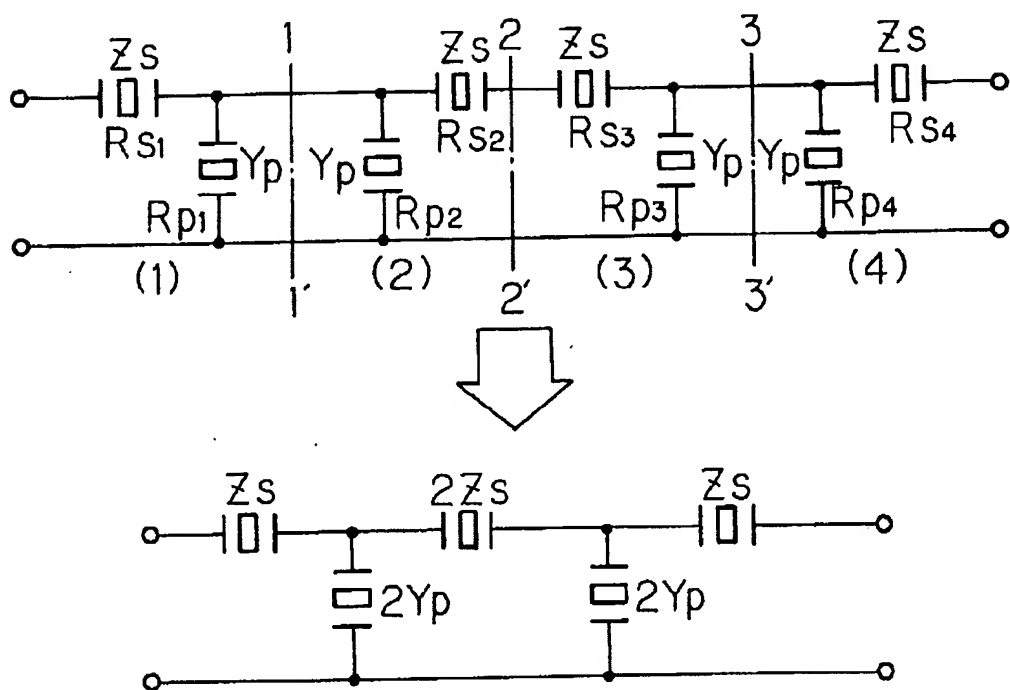 1 2 3
Zs Zs Zs Zs
Rs1 Rs2 Rs3 Rs4
Yp Yp Yp Yp
Rp1 Rp2 Rp3 Rp4
(1) (2) (3) (4)
1' 2' 3'
Zs 2Zs Zs
2Yp 2Yp